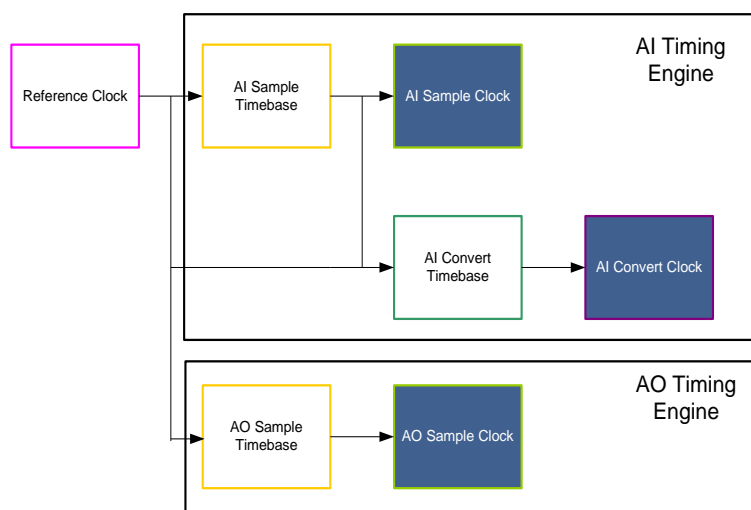 AI Timing
Engine
Reference Clock
AI Sample
Timebase
AI Sample Clock
AI Convert
Timebase
AI Convert Clock
AO Timing
Engine
AO Sample
Timebase
AO Sample Clock